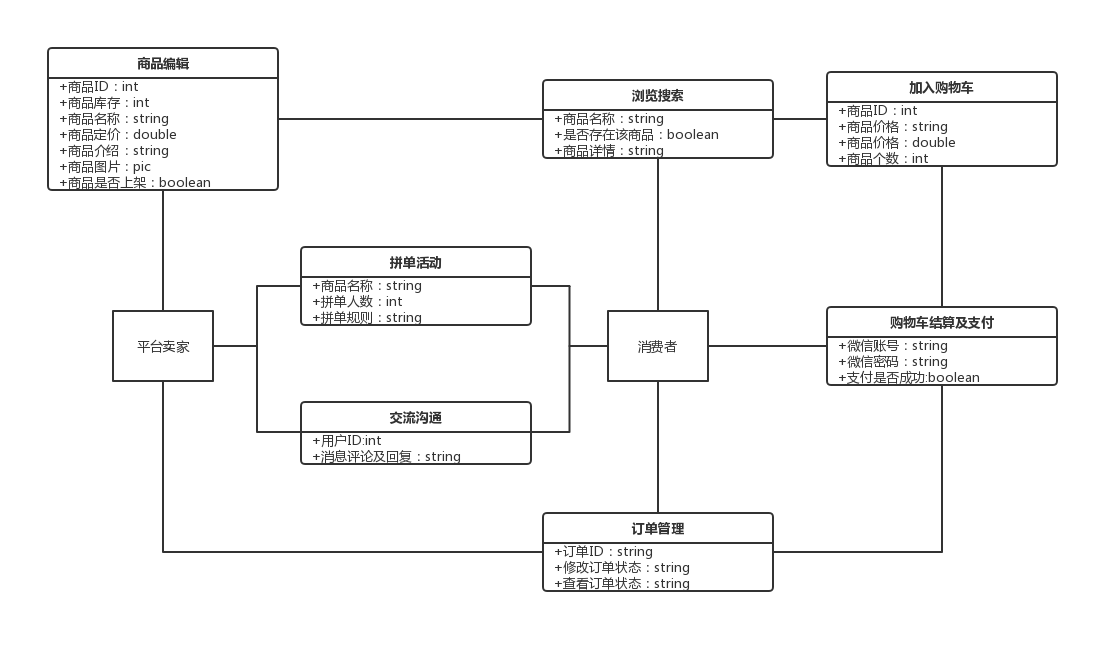 商品编辑
+商品ID：int
+商品库存：int
+商品名称：string
+商品定价：double
+商品介绍：string
+商品图片：pic
+商品是否上架：boolean
浏览搜索
+商品名称：string
+是否存在该商品：boolean
+商品详情：string
加入购物车
+商品ID：int
+商品价格：string
+商品价格：double
+商品个数：int
拼单活动
+商品名称：string
+拼单人数：int
+拼单规则：string
平台卖家
消费者
购物车结算及支付
+微信账号：string
+微信密码：string
+支付是否成功:boolean
交流沟通
+用户ID:int
+消息评论及回复：string
订单管理
+订单ID：string
+修改订单状态：string
+查看订单状态：string